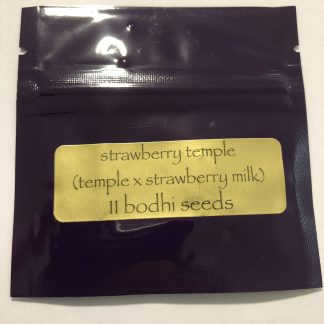 strawberry temple
(temple x strawberry milk)
11 bodhi seeds